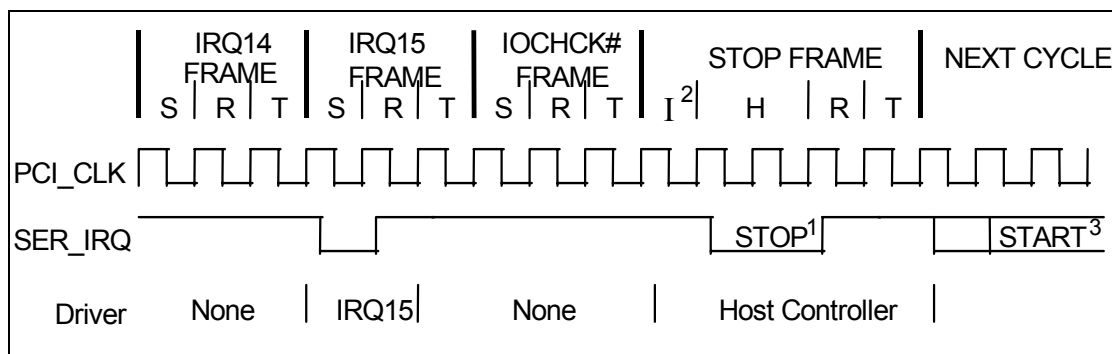 IRQ14 FRAME
IRQ15 FRAME
IOCHCK# FRAME
STOP FRAME
NEXT CYCLE
S R T S R T S R T I² H R T
PCI_CLK
SER_IRQ STOP¹ START³
Driver None IRQ15 None Host Controller